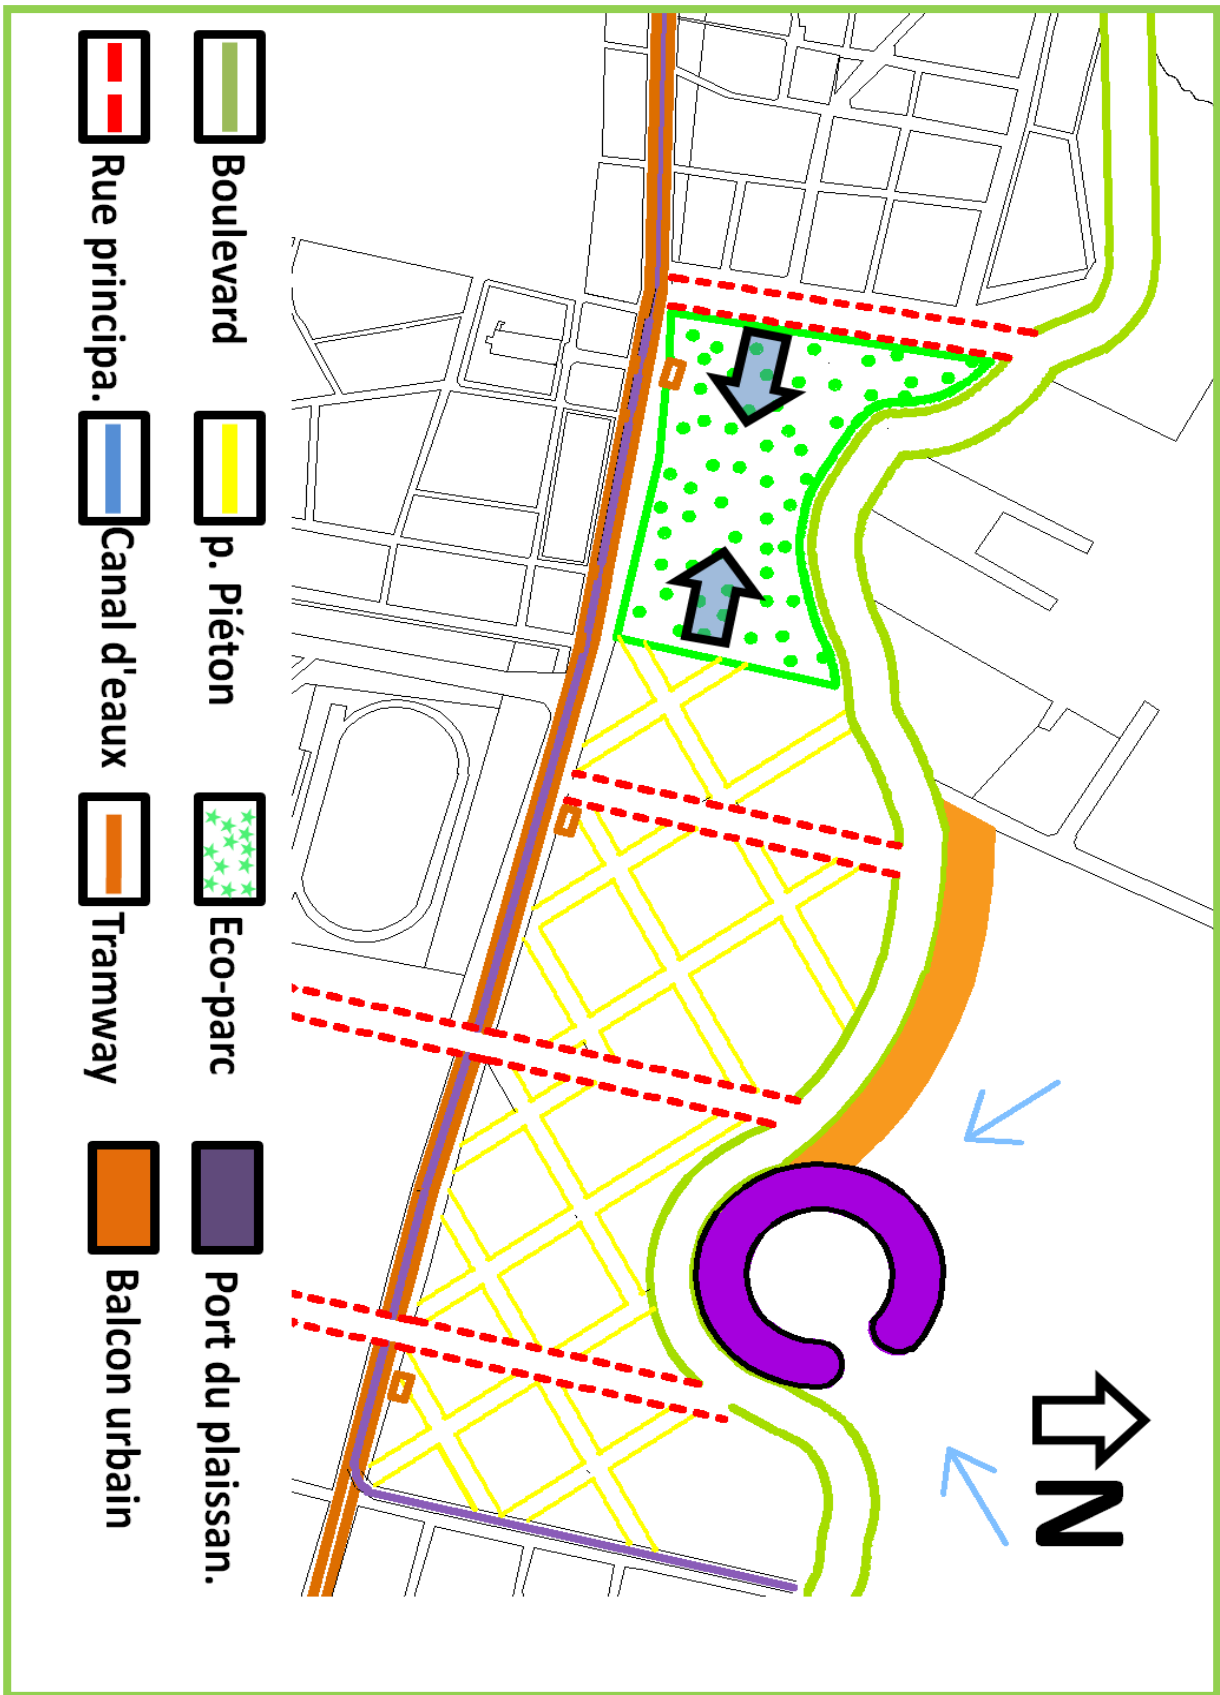 Boulevard
p. Piéton
Eco-parc
Port du plaissan.
Rue principa.
Canal d'eaux
Tramway
Balcon urbain
N